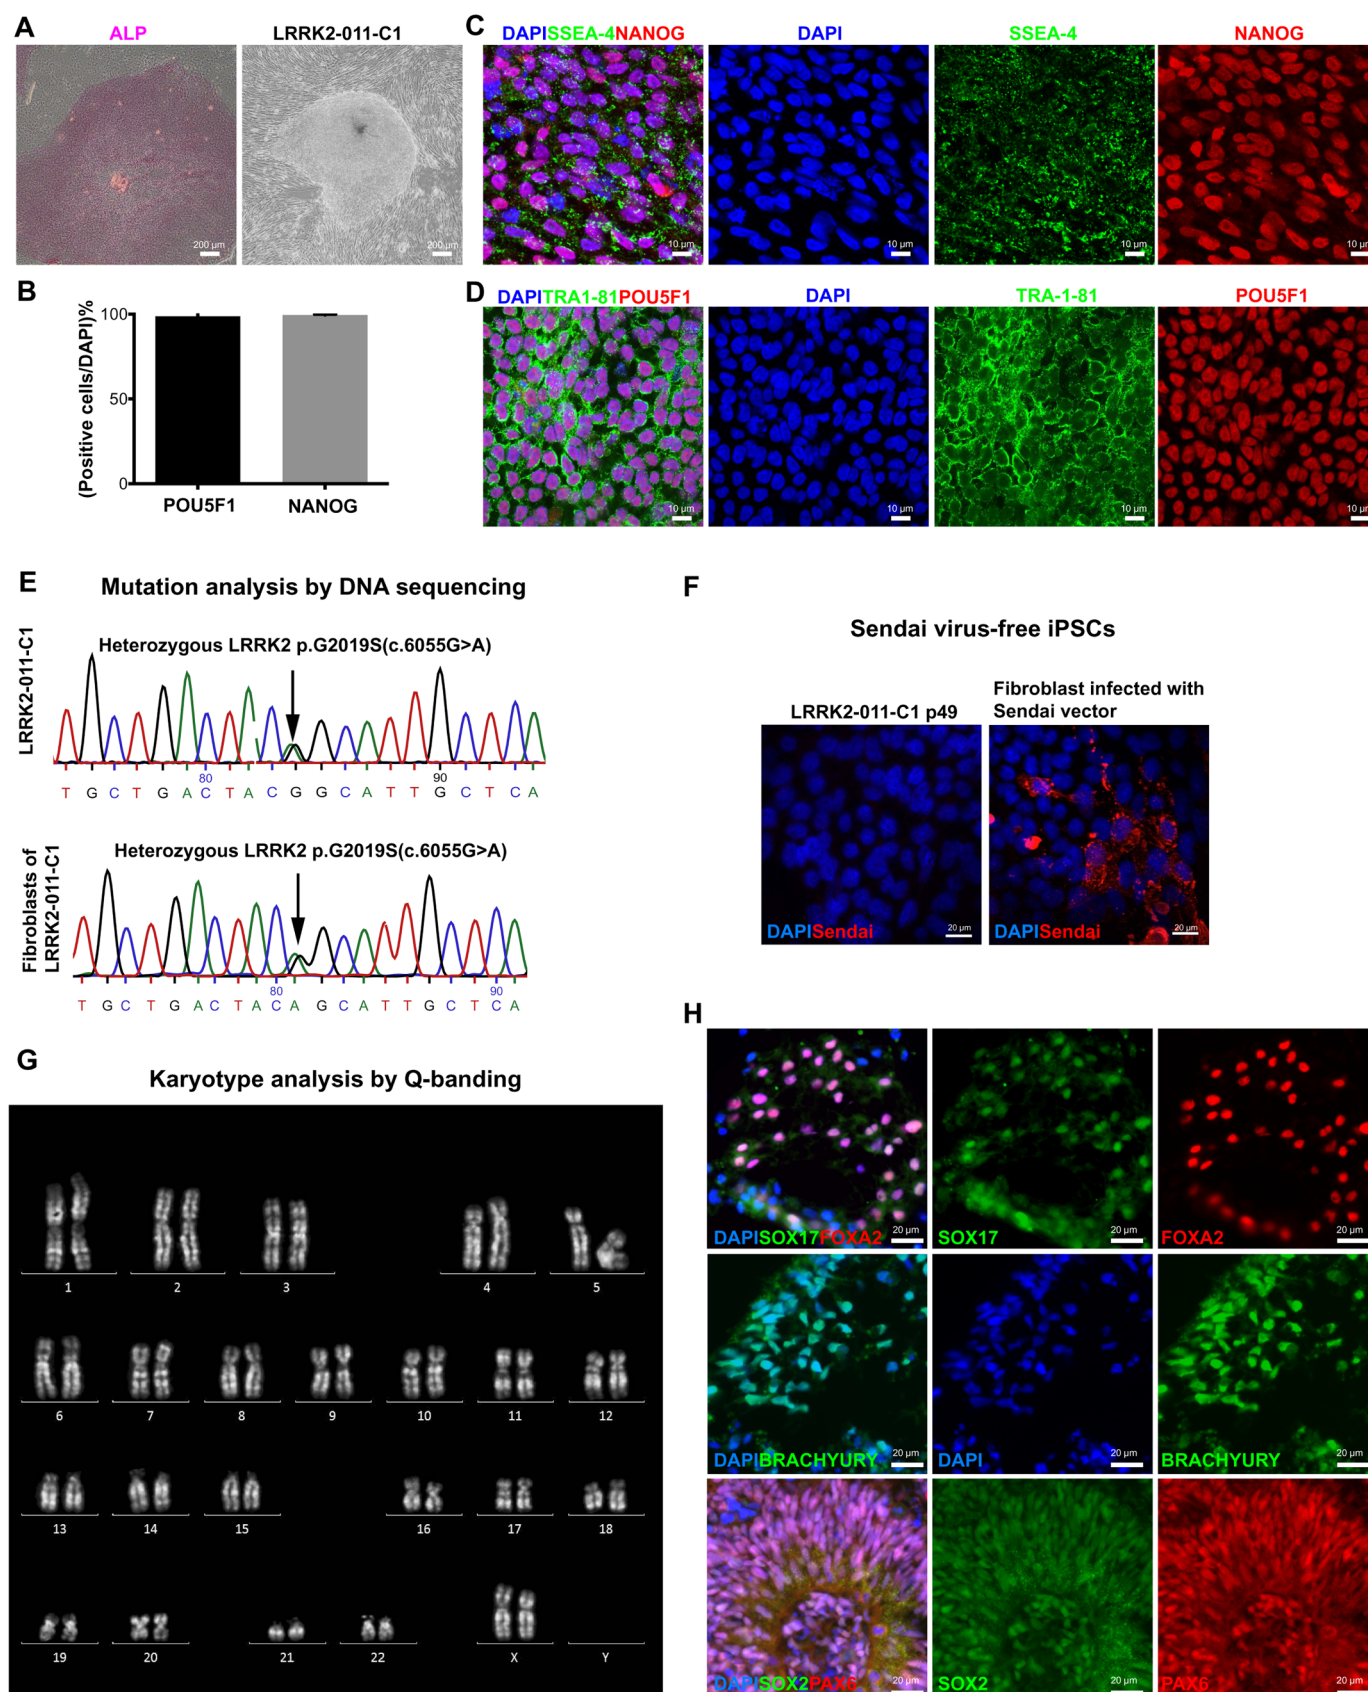 A
ALP
LRRK2-011-C1
200 µm
200 µm
B
(Positive cells/DAPI)%
100
50
0
POU5F1
NANOG
C
DAPISSEA-4NANOG
DAPI
SSEA-4
NANOG
10 µm
10 µm
10 µm
10 µm
D
DAPITRA1-81POU5F1
DAPI
TRA-1-81
POU5F1
10 µm
10 µm
10 µm
10 µm
E
Mutation analysis by DNA sequencing
LRRK2-011-C1
Heterozygous LRRK2 p.G2019S(c.6055G>A)
80
90
T G C T G A C T A C G G C A T T G C T C A
Fibroblasts of
LRRK2-011-C1
Heterozygous LRRK2 p.G2019S(c.6055G>A)
80
90
T G C T G A C T A C A G C A T T G C T C A
F
Sendai virus-free iPSCs
LRRK2-011-C1 p49
Fibroblast infected with
Sendai vector
DAPISendai
20 µm
DAPISendai
20 µm
G
Karyotype analysis by Q-banding
1 2 3 4 5
6 7 8 9 10 11 12
13 14 15 16 17 18
19 20 21 22 X Y
H
DAPISOX17FOXA2
20 µm
SOX17
20 µm
FOXA2
20 µm
DAPIBRACHYURY
20 µm
DAPI
20 µm
BRACHYURY
20 µm
DAPISOX2PAX6
20 µm
SOX2
20 µm
PAX6
20 µm